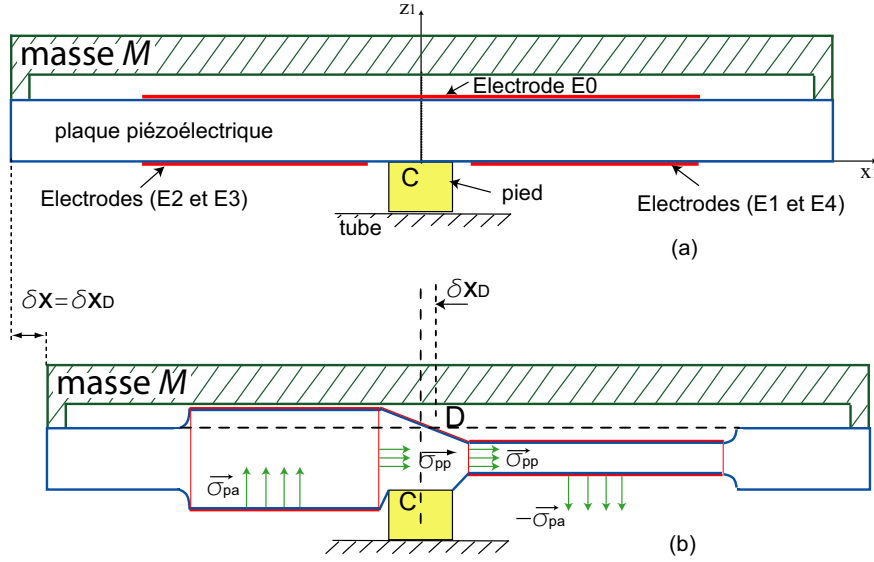 z1
masse M
Electrode E0
plaque piézoélectrique
C
x
pied
Electrodes (E2 et E3)
Electrodes (E1 et E4)
tube
(a)
δx = δxD
δxD
masse M
D
σpp
σpp
σpa
C
-σpa
(b)